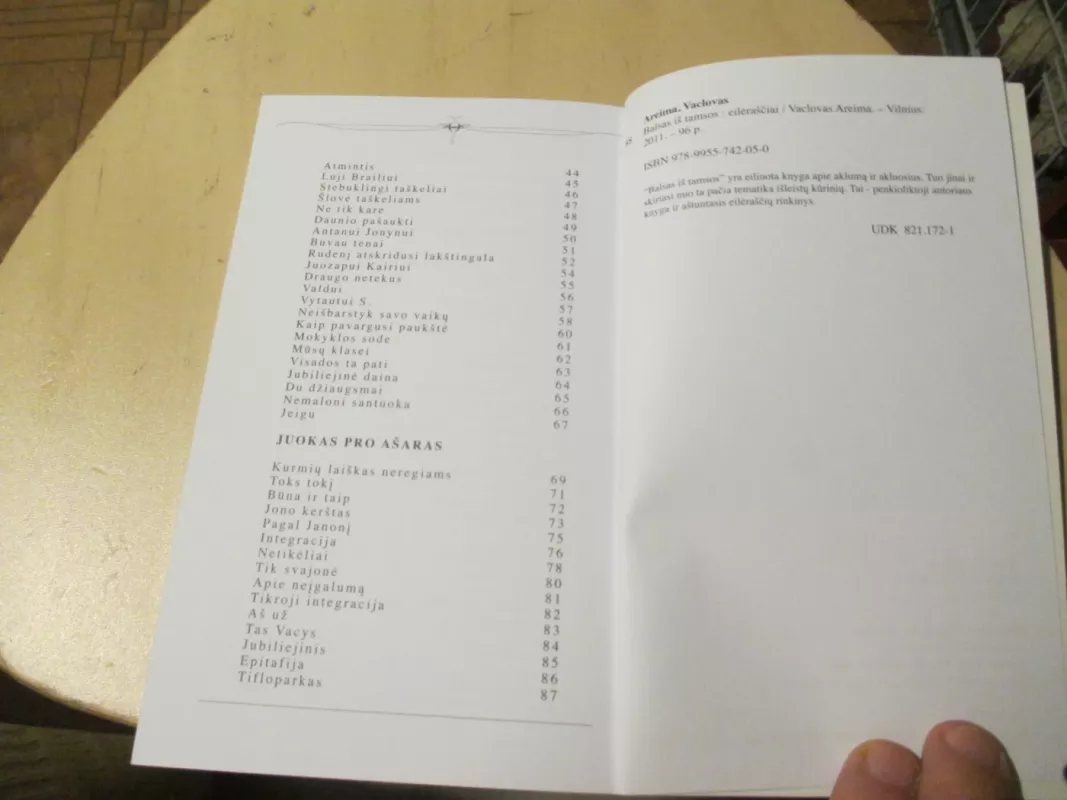 Atmintis 44
Luji Brailiui 45
Stebuklingi taškeliai 46
Šlovė taškeliams 47
Ne tik kare 48
Daunio pašaukti 49
Antanui Jonynui 50
Buvau tenai 51
Rudenį atskridusi lakštingala 52
Juozapui Kairiui 54
Draugo netekus 55
Valdui 56
Vytautui S. 57
Neišbarstyk savo vaikų 58
Kaip pavargusi paukštė 60
Mokyklos sode 61
Mūsų klasei 62
Visados ta pati 63
Jubiliejinė daina 64
Du džiaugsmai 65
Nemaloni santuoka 66
Jeigu 67
JUOKAS PRO AŠARAS
Kurmių laiškas neregiams 69
Toks tokį 71
Būna ir taip 72
Jono kerštas 73
Pagal Janonį 75
Integracija 76
Netikėliai 78
Tik svajonė 80
Apie neįgalumą 81
Tikroji integracija 82
Aš už 83
Tas Vacys 84
Jubiliejinis 85
Epitafija 86
Tifloparkas 87
Areima, Vaclovas
Balsas iš tamsos : eilėraščiai / Vaclovas Areima. – Vilnius:
2011. – 96 p.
ISBN 978-9955-742-05-0
"Balsas iš tamsos" yra eiliuota knyga apie aklumą ir akluosius. Tuo jinai ir
skiriasi nuo ta pačia tematika išleistų kūrinių. Tai - penkioliktoji autoriaus
knyga ir aštuntasis eilėraščių rinkinys.
UDK 821.172-1